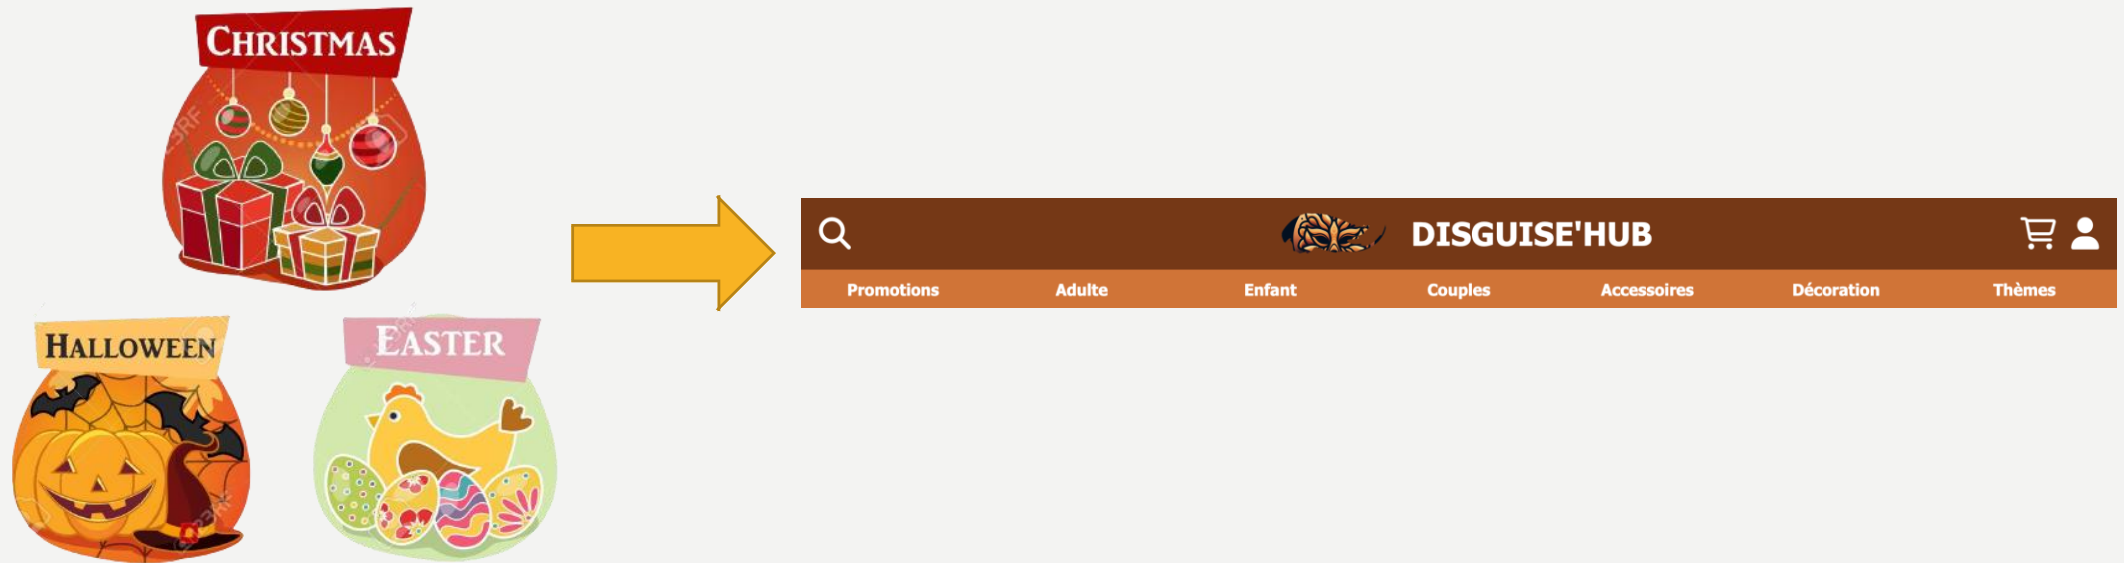 CHRISTMAS
HALLOWEEN
EASTER
DISGUISE'HUB
Promotions
Adulte
Enfant
Couples
Accessoires
Décoration
Thèmes